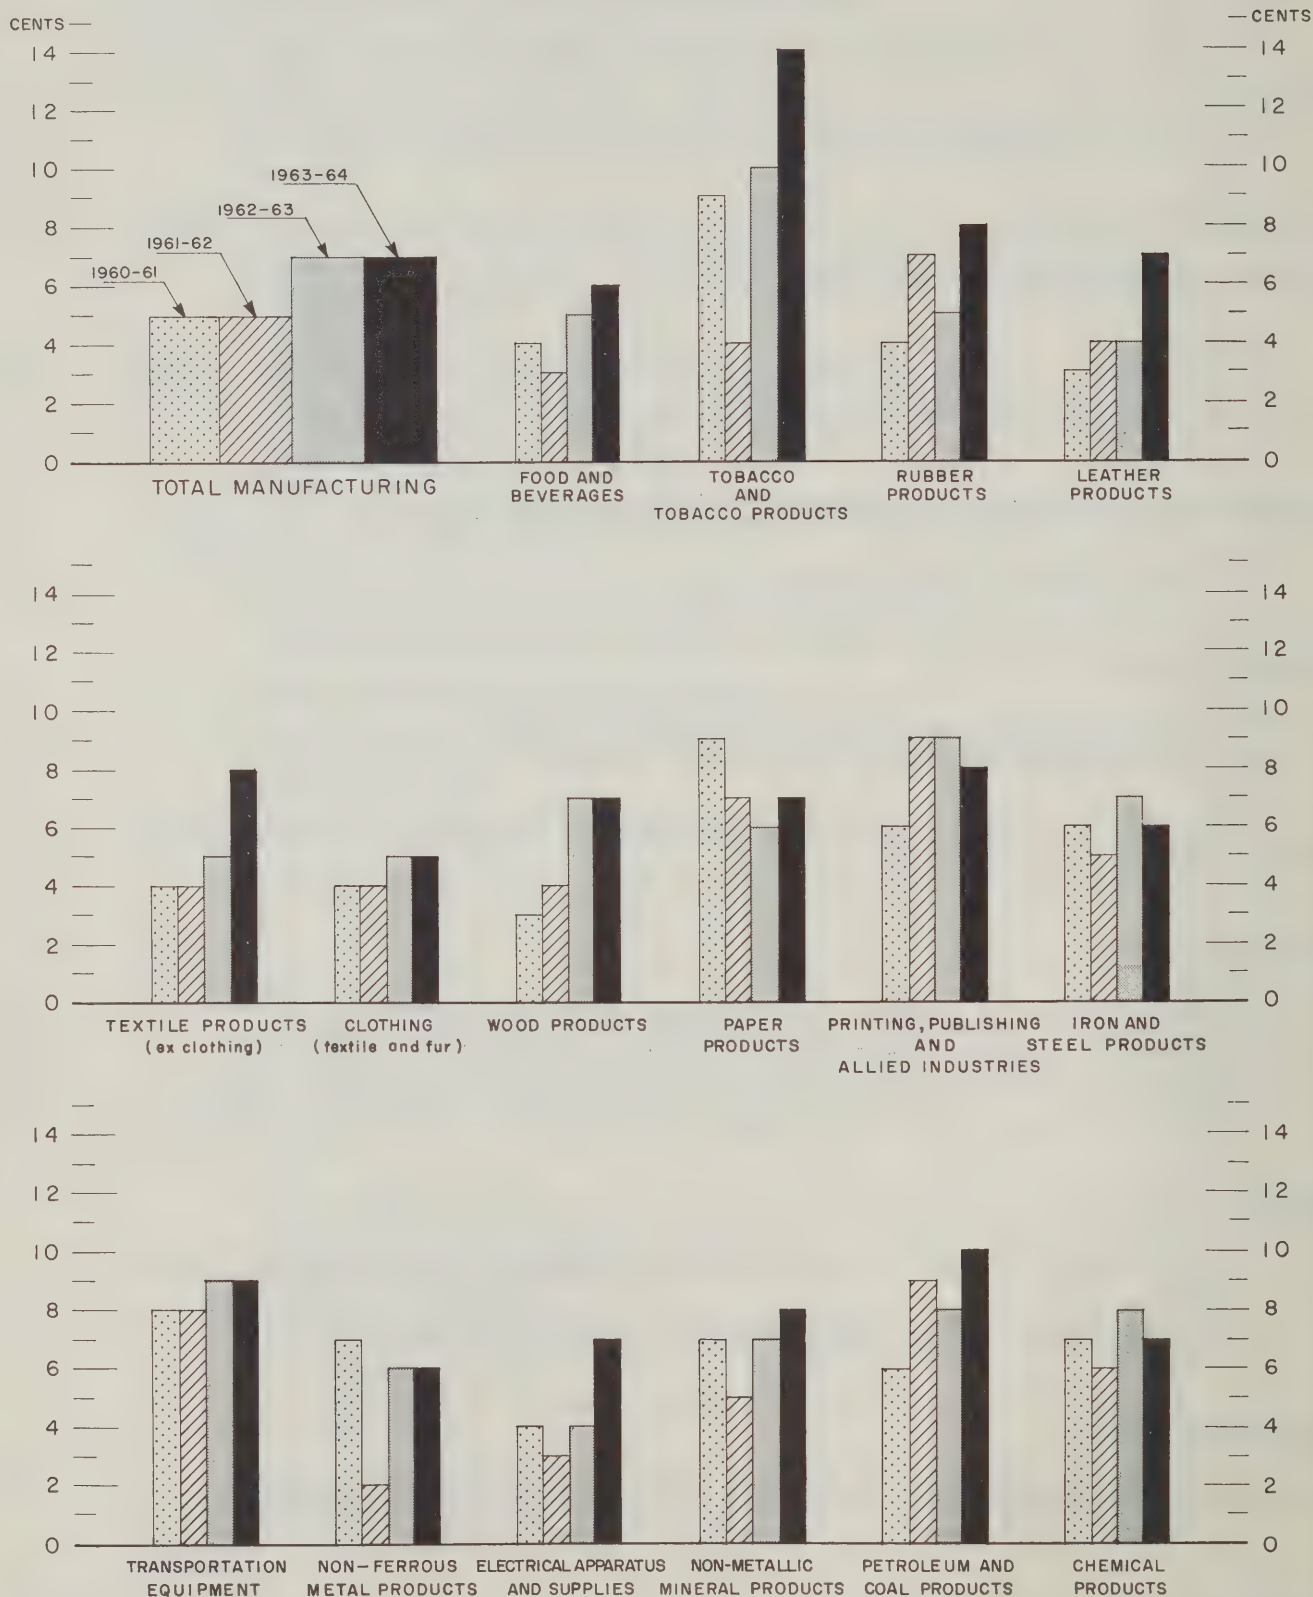 CENTS
CENTS
14
12
10
8
6
4
2
0
1960-61
1961-62
1962-63
1963-64
14
12
10
8
6
4
2
0
TOTAL MANUFACTURING
FOOD AND
BEVERAGES
TOBACCO
AND
TOBACCO PRODUCTS
RUBBER
PRODUCTS
LEATHER
PRODUCTS
14
12
10
8
6
4
2
0
14
12
10
8
6
4
2
0
TEXTILE PRODUCTS
(ex clothing)
CLOTHING
(textile and fur)
WOOD PRODUCTS
PAPER
PRODUCTS
PRINTING, PUBLISHING
AND
ALLIED INDUSTRIES
IRON AND
STEEL PRODUCTS
14
12
10
8
6
4
2
0
14
12
10
8
6
4
2
0
TRANSPORTATION
EQUIPMENT
NON-FERROUS
METAL PRODUCTS
ELECTRICAL APPARATUS
AND SUPPLIES
NON-METALLIC
MINERAL PRODUCTS
PETROLEUM AND
COAL PRODUCTS
CHEMICAL
PRODUCTS